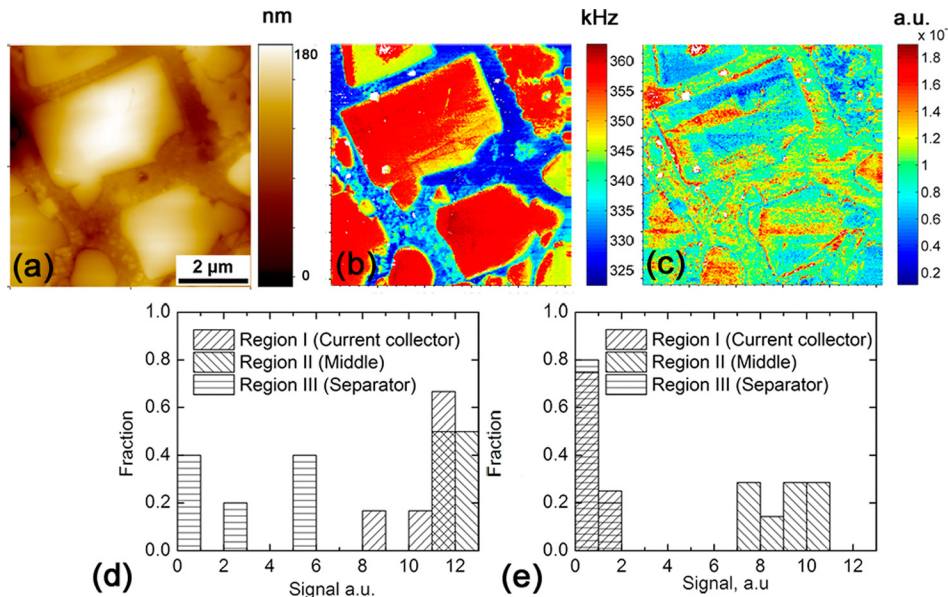 nm
180
0
2 µm
(a)
kHz
360
355
350
345
340
335
330
325
(b)
a.u.
x 10⁻
1.8
1.6
1.4
1.2
1.0
0.8
0.6
0.4
0.2
(c)
1.0
0.8
0.6
0.4
0.2
0.0
Fraction
Region I (Current collector)
Region II (Middle)
Region III (Separator)
0 2 4 6 8 10 12
Signal a.u.
(d)
1.0
0.8
0.6
0.4
0.2
0.0
Fraction
Region I (Current collector)
Region II (Middle)
Region III (Separator)
0 2 4 6 8 10 12
Signal, a.u
(e)